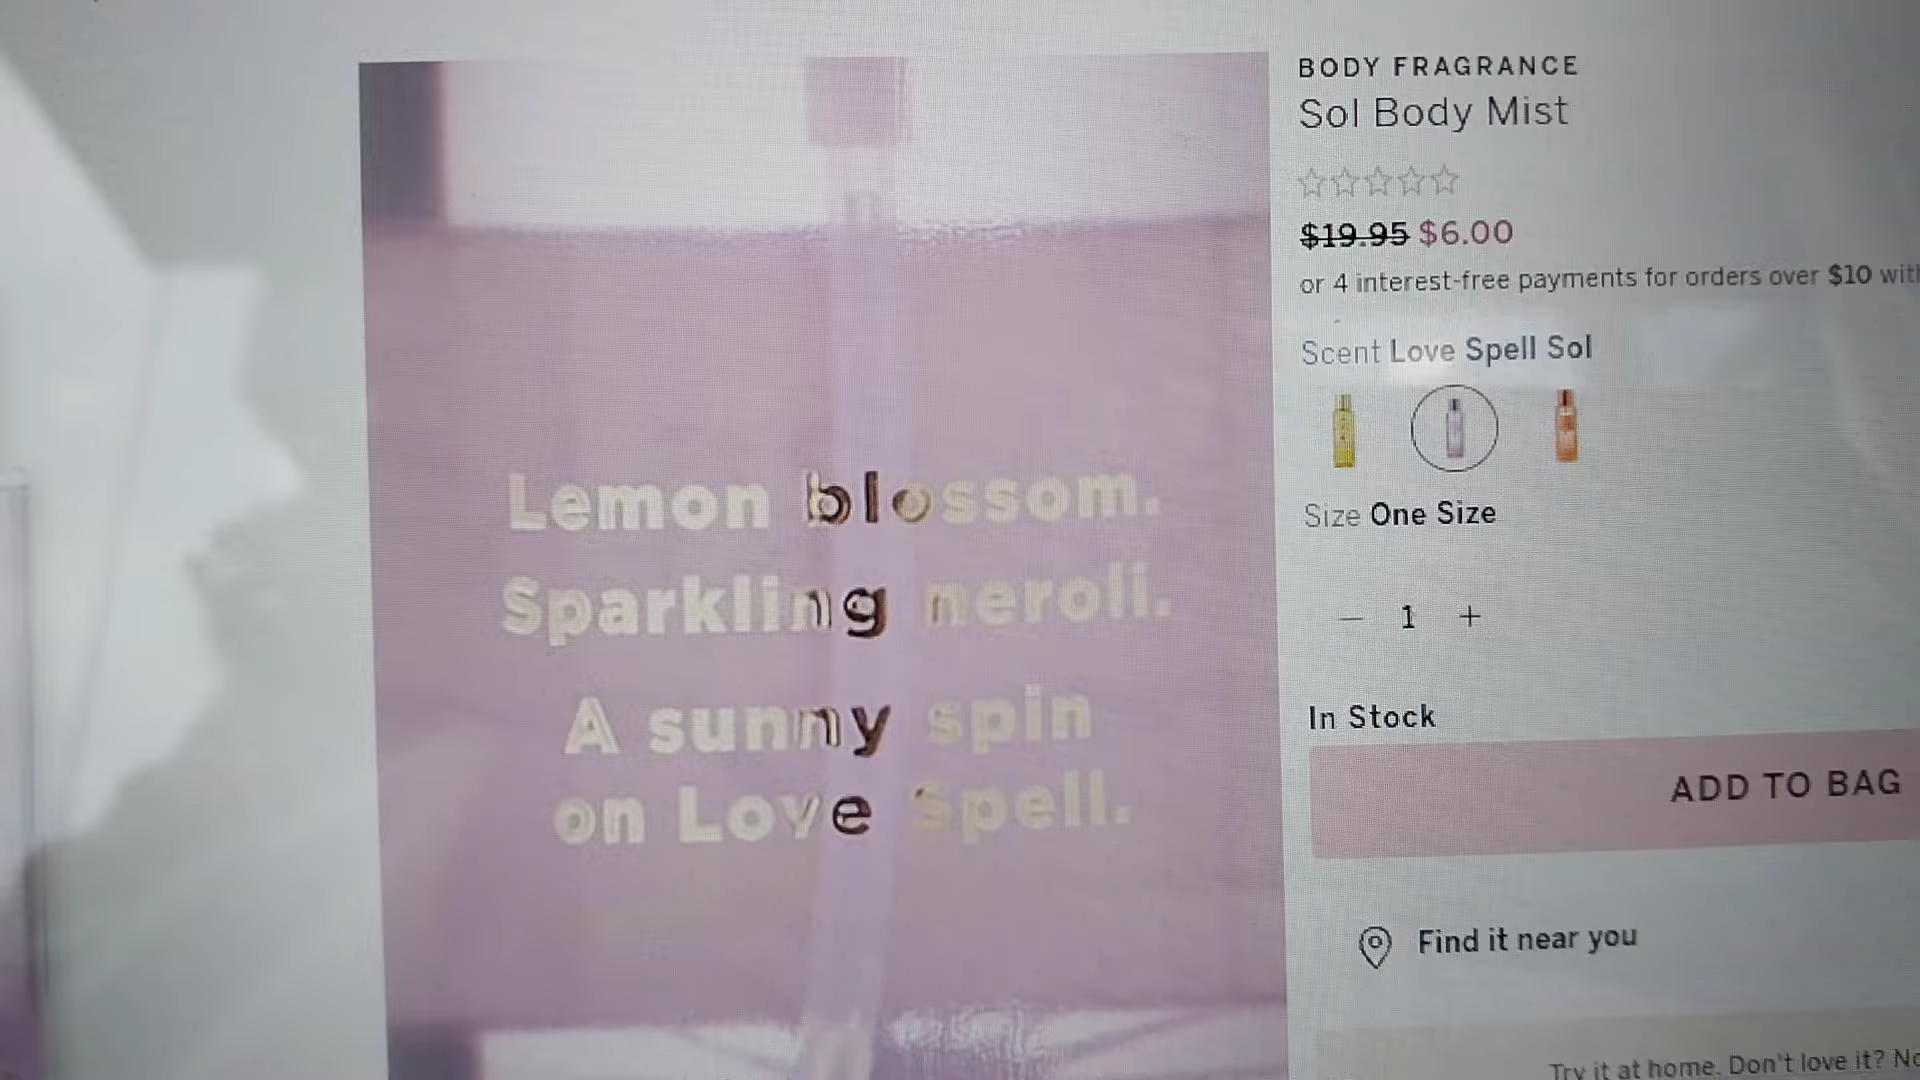 Lemon blossom.
Sparkling neroli.
A sunny spin
on Love Spell.
BODY FRAGRANCE
Sol Body Mist
$19.95 $6.00
or 4 interest-free payments for orders over $10
Scent Love Spell Sol
Size One Size
— 1 +
In Stock
ADD TO BAG
Find it near you
Try it at home. Don't love it?